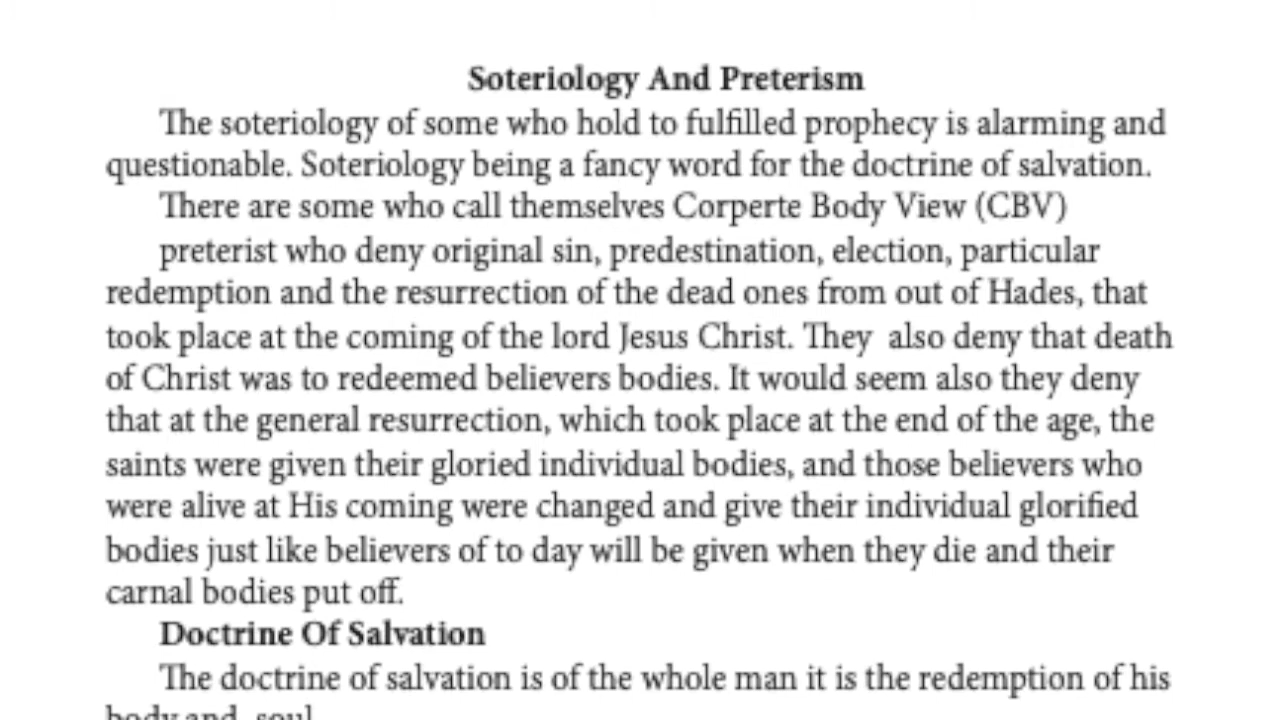 Soteriology And Preterism
The soteriology of some who hold to fulfilled prophecy is alarming and
questionable. Soteriology being a fancy word for the doctrine of salvation.
There are some who call themselves Corperte Body View (CBV)
preterist who deny original sin, predestination, election, particular
redemption and the resurrection of the dead ones from out of Hades, that
took place at the coming of the lord Jesus Christ. They  also deny that death
of Christ was to redeemed believers bodies. It would seem also they deny
that at the general resurrection, which took place at the end of the age, the
saints were given their gloried individual bodies, and those believers who
were alive at His coming were changed and give their individual glorified
bodies just like believers of to day will be given when they die and their
carnal bodies put off.
Doctrine Of Salvation
The doctrine of salvation is of the whole man it is the redemption of his
body and  soul